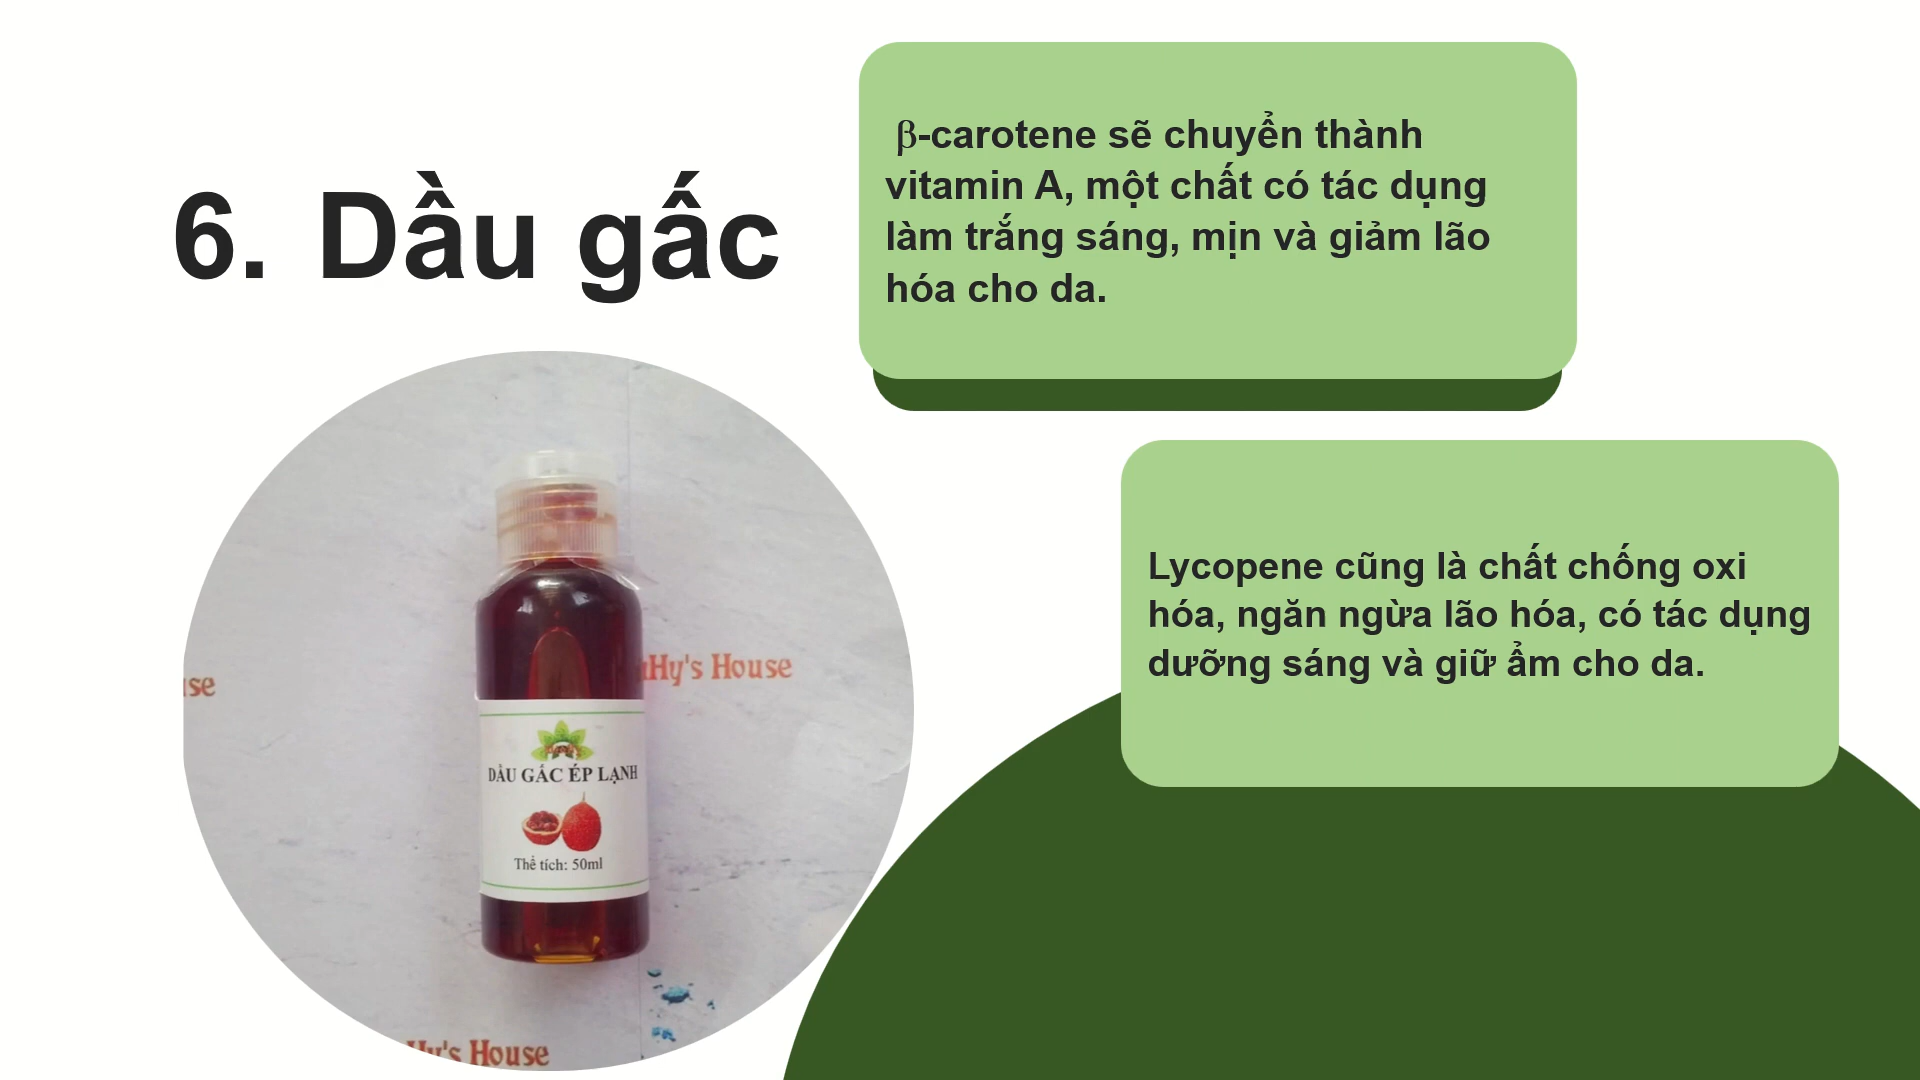 6. Dầu gấc
β-carotene sẽ chuyển thành
vitamin A, một chất có tác dụng
làm trắng sáng, mịn và giảm lão
hóa cho da.
Lycopene cũng là chất chống oxi
hóa, ngăn ngừa lão hóa, có tác dụng
dưỡng sáng và giữ ẩm cho da.
Hy's House
DẦU GẤC ÉP LẠNH
Thể tích: 50ml
House